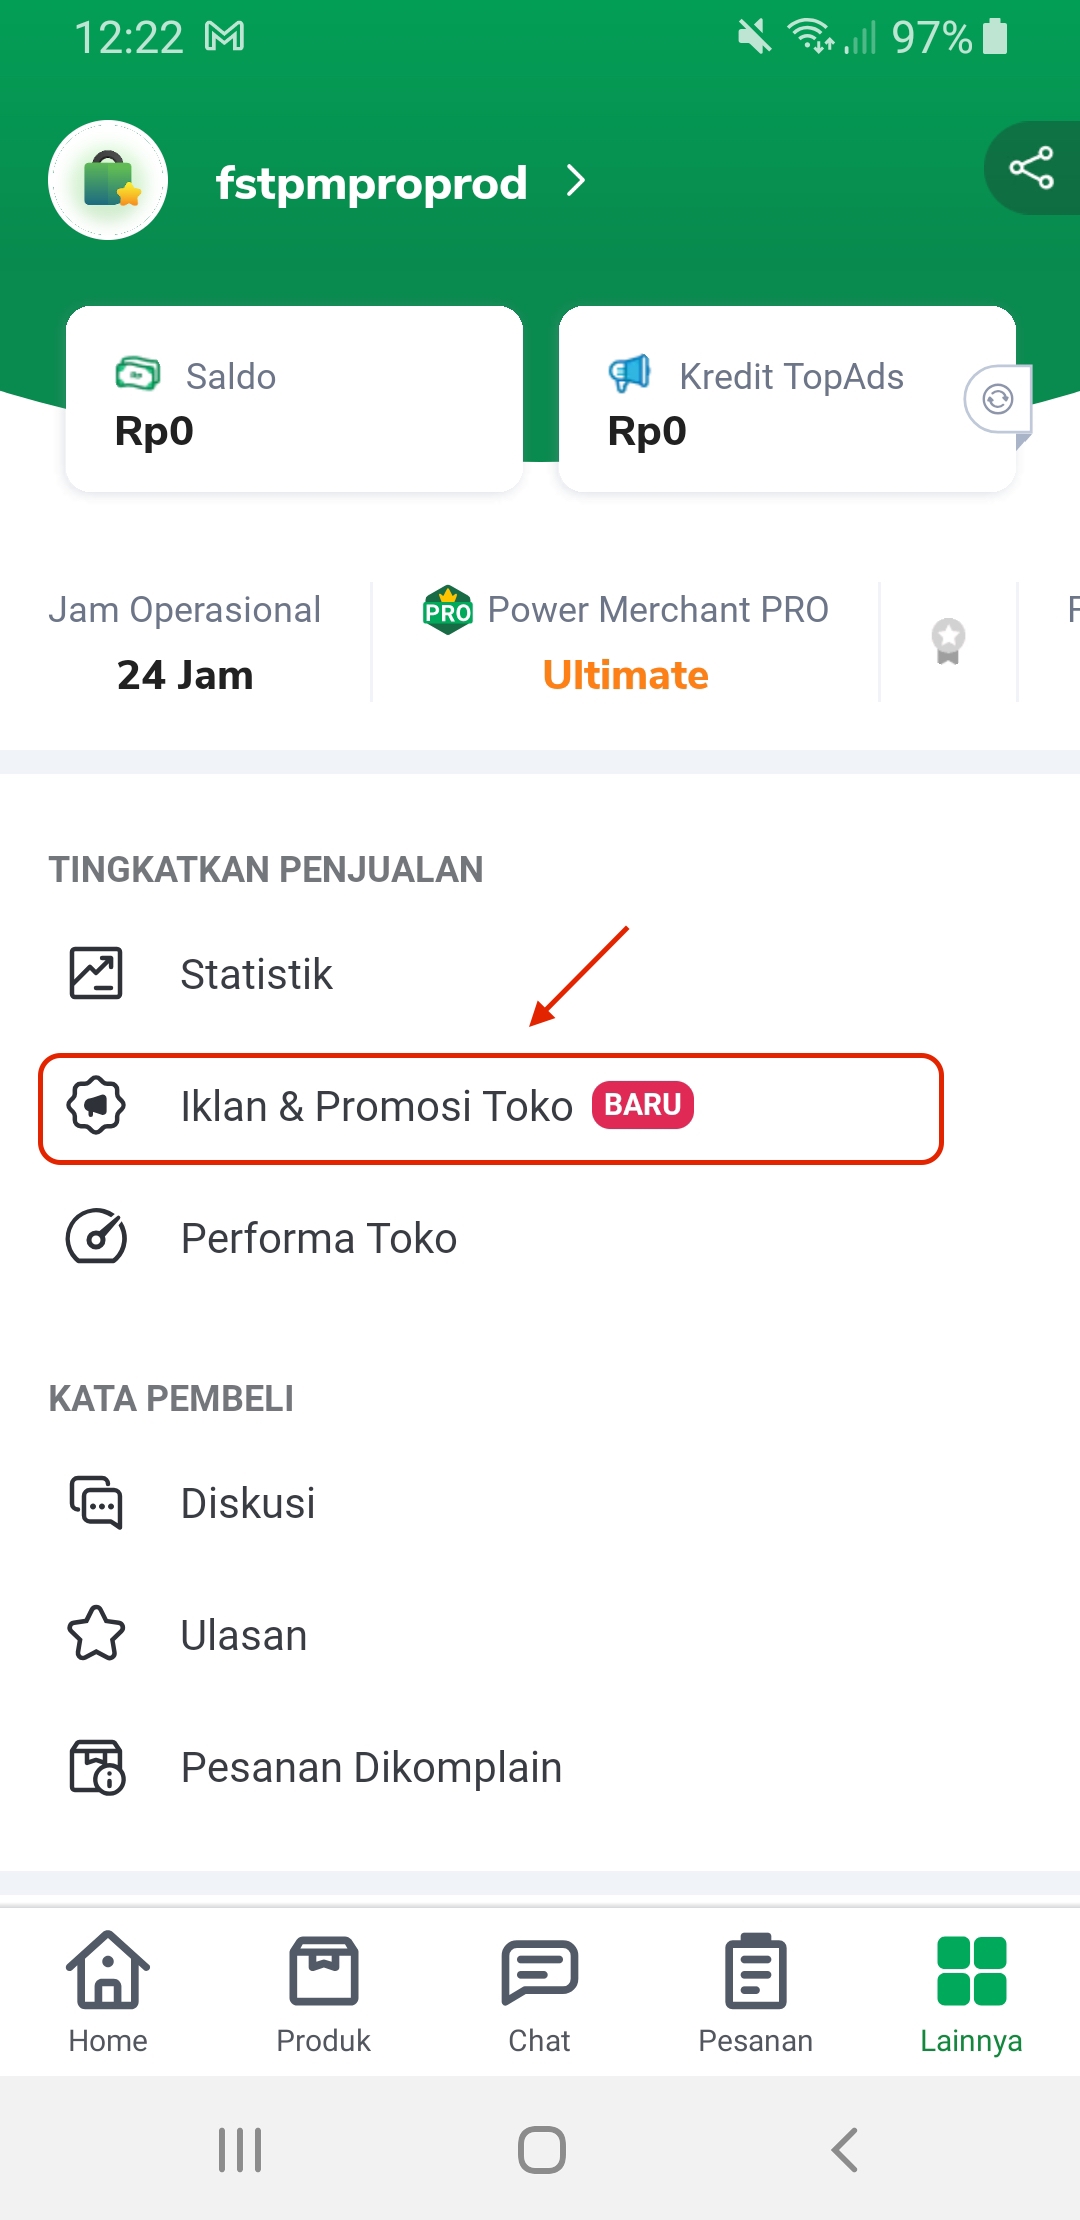 12:22
97%
fstpmproprod
Saldo
Rp0
Kredit TopAds
Rp0
Jam Operasional
24 Jam
PRO Power Merchant PRO
Ultimate
TINGKATKAN PENJUALAN
Statistik
Iklan & Promosi Toko BARU
Performa Toko
KATA PEMBELI
Diskusi
Ulasan
Pesanan Dikomplain
Home
Produk
Chat
Pesanan
Lainnya